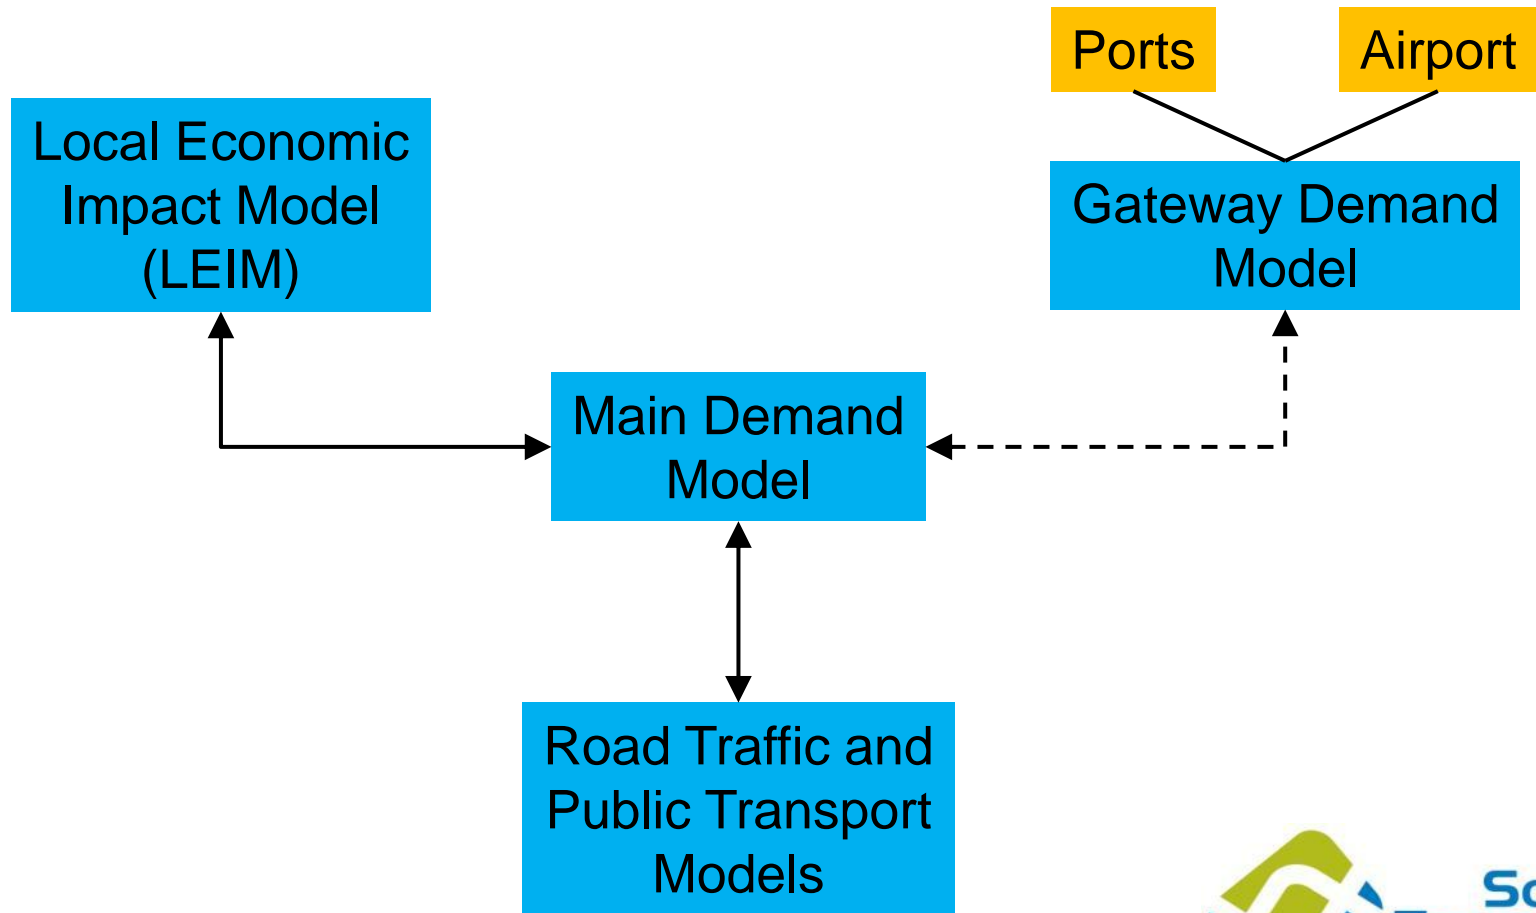 Ports
Airport
Local Economic
Impact Model
(LEIM)
Gateway Demand
Model
Main Demand
Model
Road Traffic and
Public Transport
Models